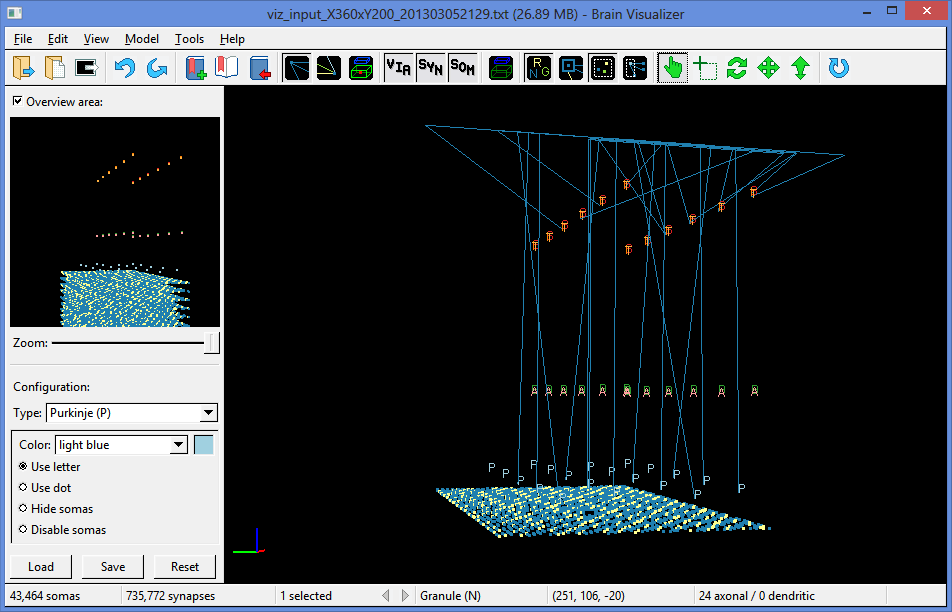 viz_input_X360xY200_201303052129.txt (26.89 MB) - Brain Visualizer
File Edit View Model Tools Help
VIA SYN SOM R N G
Overview area:
Zoom:
Configuration:
Type: Purkinje (P)
Color: light blue
Use letter
Use dot
Hide somas
Disable somas
Load Save Reset
P P P P P P P P P P P P P P P P P P
43,464 somas 735,772 synapses 1 selected Granule (N) (251, 106, -20) 24 axonal / 0 dendritic